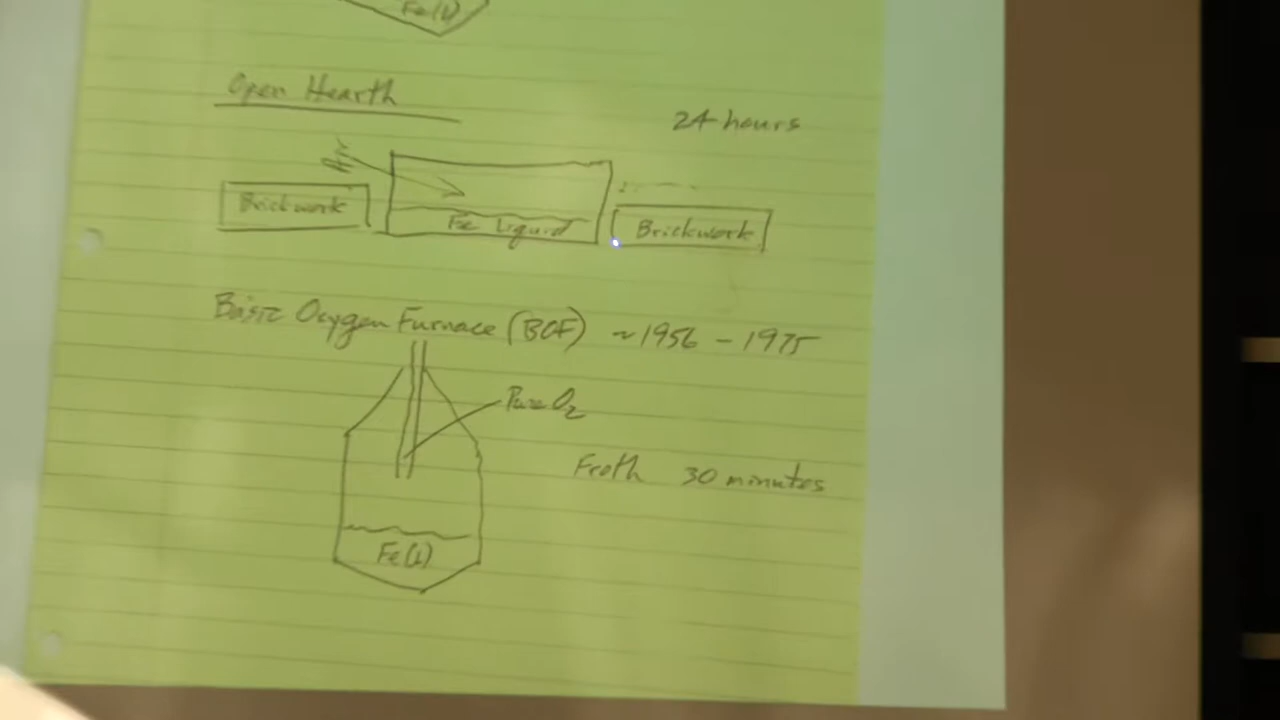 Fe(l)
Open Hearth
24 hours
Brickwork
Fe Liquid
Brickwork
Basic Oxygen Furnace (BOF) ~1956 - 1975
Pure O2
Froth 30 minutes
Fe(l)